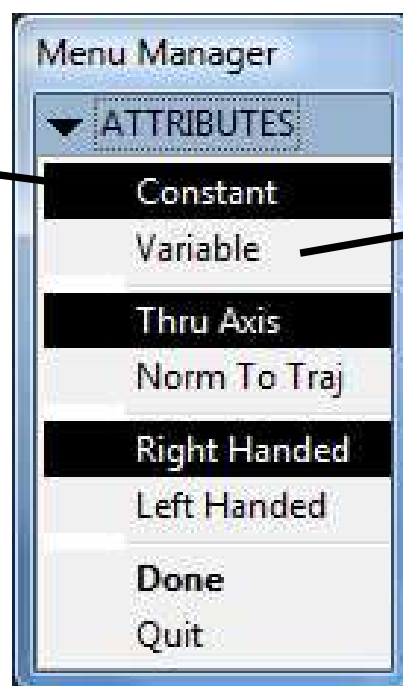 Menu Manager
ATTRIBUTES
Constant
Variable
Thru Axis
Norm To Traj
Right Handed
Left Handed
Done
Quit